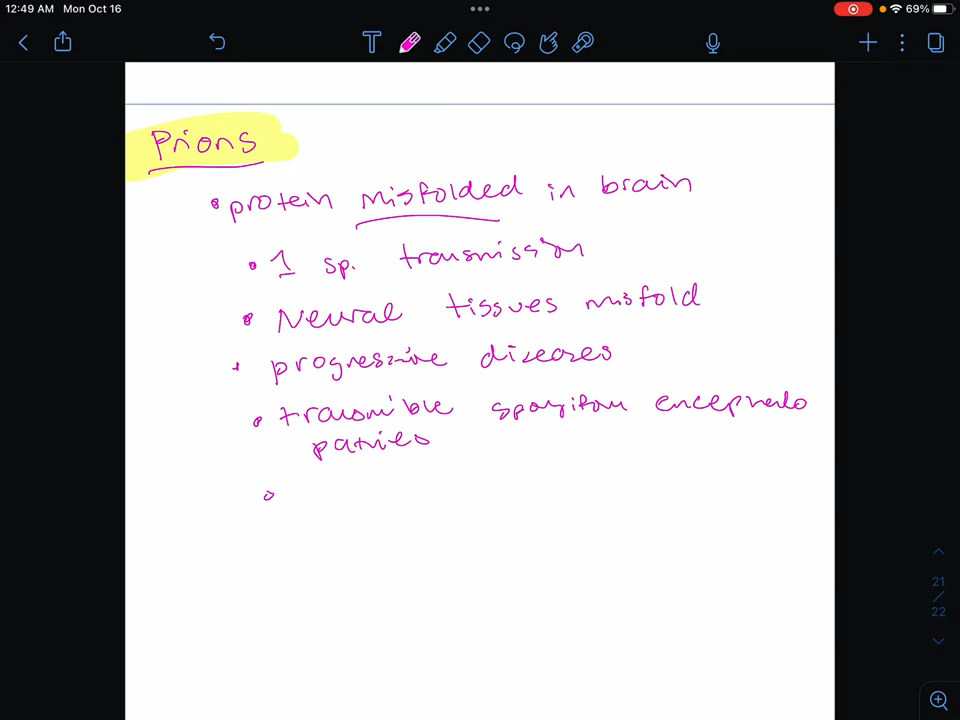 12:49 AM Mon Oct 16
69%
T
Prions
• protein misfolded in brain
• 1 sp. transmission
• Neural tissues misfold
• progressive diseases
• transmible spongifom encephalo
pathies
21
/
22